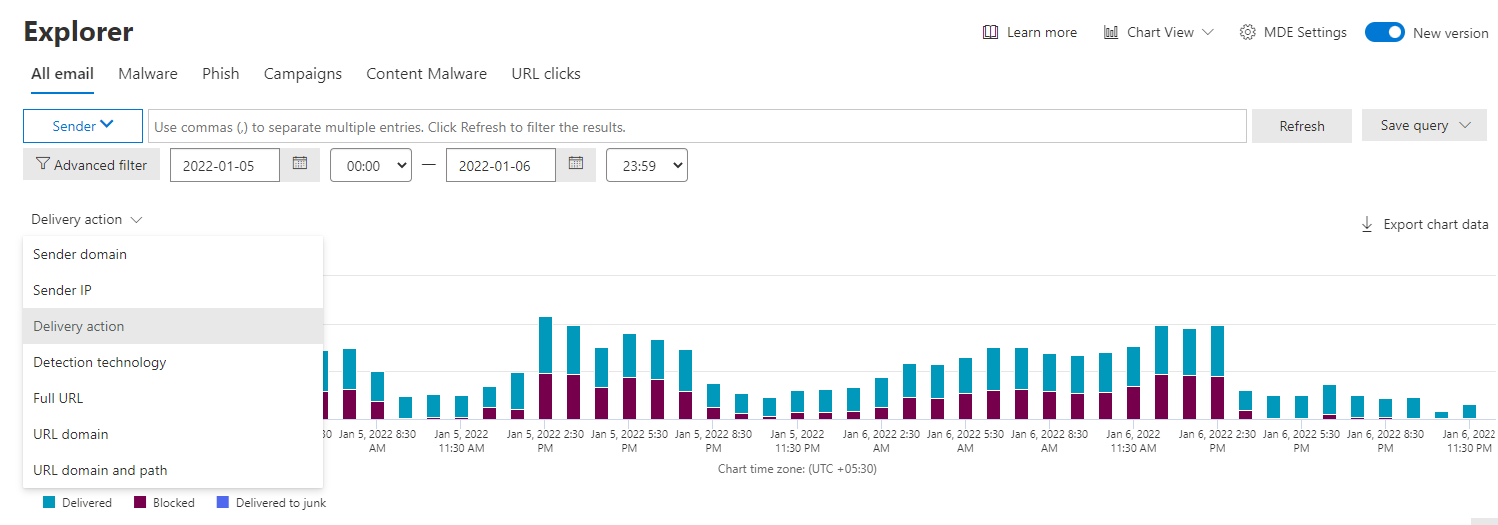 Explorer
Learn more
Chart View
MDE Settings
New version
All email
Malware
Phish
Campaigns
Content Malware
URL clicks
Sender
Use commas (,) to separate multiple entries. Click Refresh to filter the results.
Refresh
Save query
Advanced filter
2022-01-05
00:00
—
2022-01-06
23:59
Delivery action
Export chart data
Sender domain
Sender IP
Delivery action
Detection technology
Full URL
URL domain
URL domain and path
30
Jan 5, 2022 8:30
AM
Jan 5, 2022
11:30 AM
Jan 5, 2022 2:30
PM
Jan 5, 2022 5:30
PM
Jan 5, 2022 8:30
PM
Jan 5, 2022
11:30 PM
Jan 6, 2022 2:30
AM
Jan 6, 2022 5:30
AM
Jan 6, 2022 8:30
AM
Jan 6, 2022
11:30 AM
Jan 6, 2022 2:30
PM
Jan 6, 2022 5:30
PM
Jan 6, 2022 8:30
PM
Jan 6, 2022
11:30 PM
Chart time zone: (UTC +05:30)
Delivered
Blocked
Delivered to junk